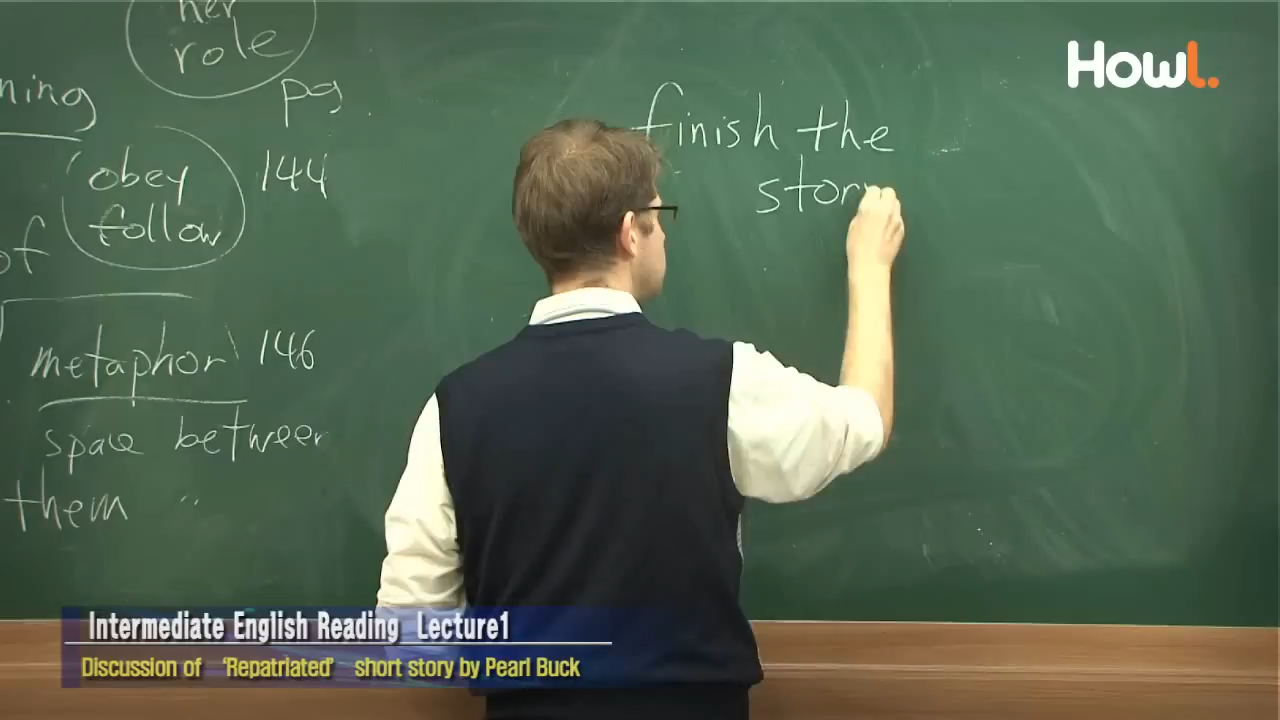 her
role
ning
pg
obey
follow
144
of
metaphor
146
space between
them "
finish the
stor
HowL.
Intermediate English Reading Lecture1
Discussion of 'Repatriated' short story by Pearl Buck